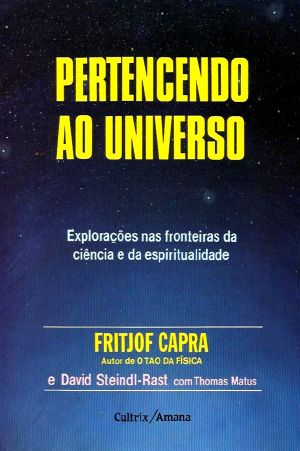 PERTENCENDO
AO UNIVERSO
Explorações nas fronteiras da
ciência e da espiritualidade
FRITJOF CAPRA
Autor de O TAO DA FÍSICA
e David Steindl-Rast com Thomas Matus
Cultrix/Amana